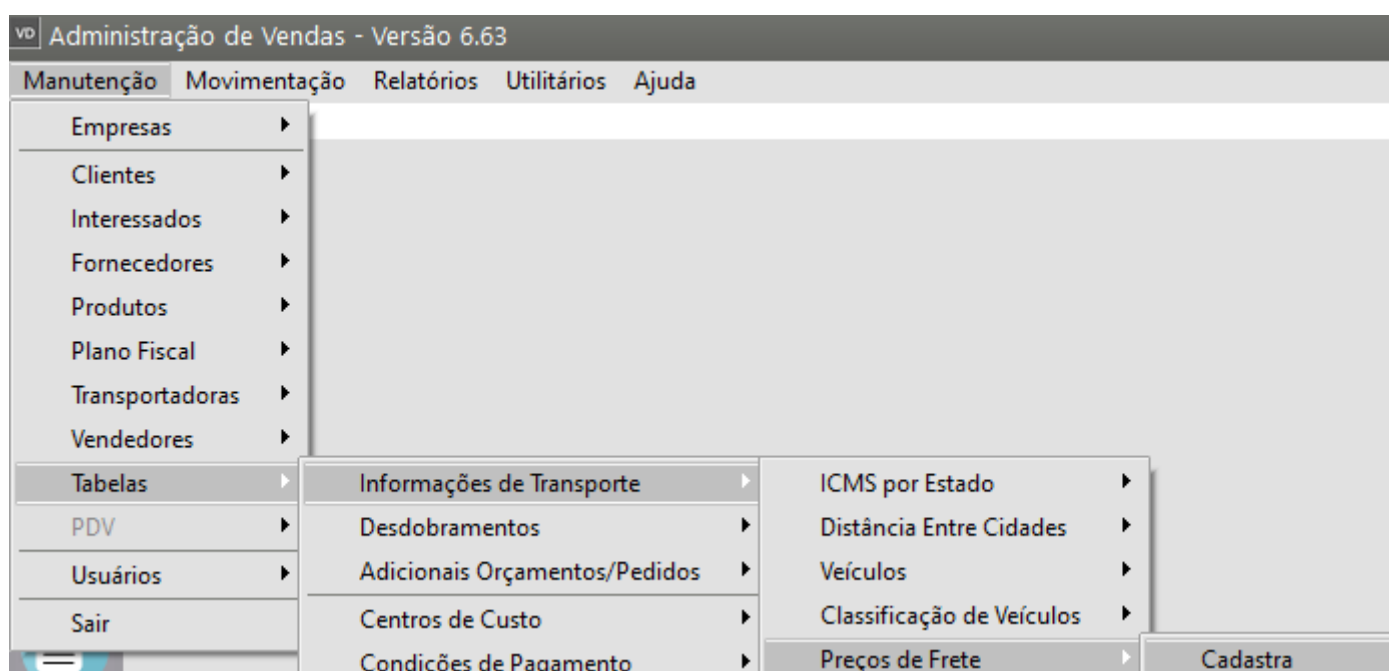 VD Administração de Vendas - Versão 6.63
Manutenção Movimentação Relatórios Utilitários Ajuda
Empresas
Clientes
Interessados
Fornecedores
Produtos
Plano Fiscal
Transportadoras
Vendedores
Tabelas Informações de Transporte ICMS por Estado
PDV Desdobramentos Distância Entre Cidades
Usuários Adicionais Orçamentos/Pedidos Veículos
Sair Centros de Custo Classificação de Veículos
Condições de Pagamento Preços de Frete Cadastra